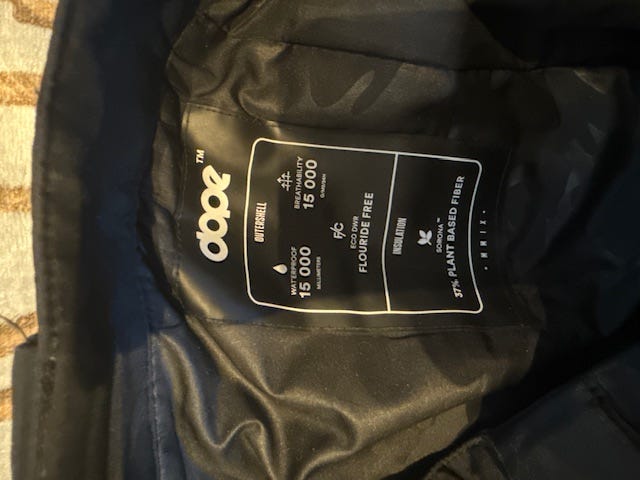 dope™
OUTERSHELL
WATERPROOF
15 000
MILLIMETERS
BREATHABILITY
15 000
G/M2/24H
F/C
ECO DWR
FLOURIDE FREE
INSULATION
SORONA™
37% PLANT BASED FIBER
• MMIX •